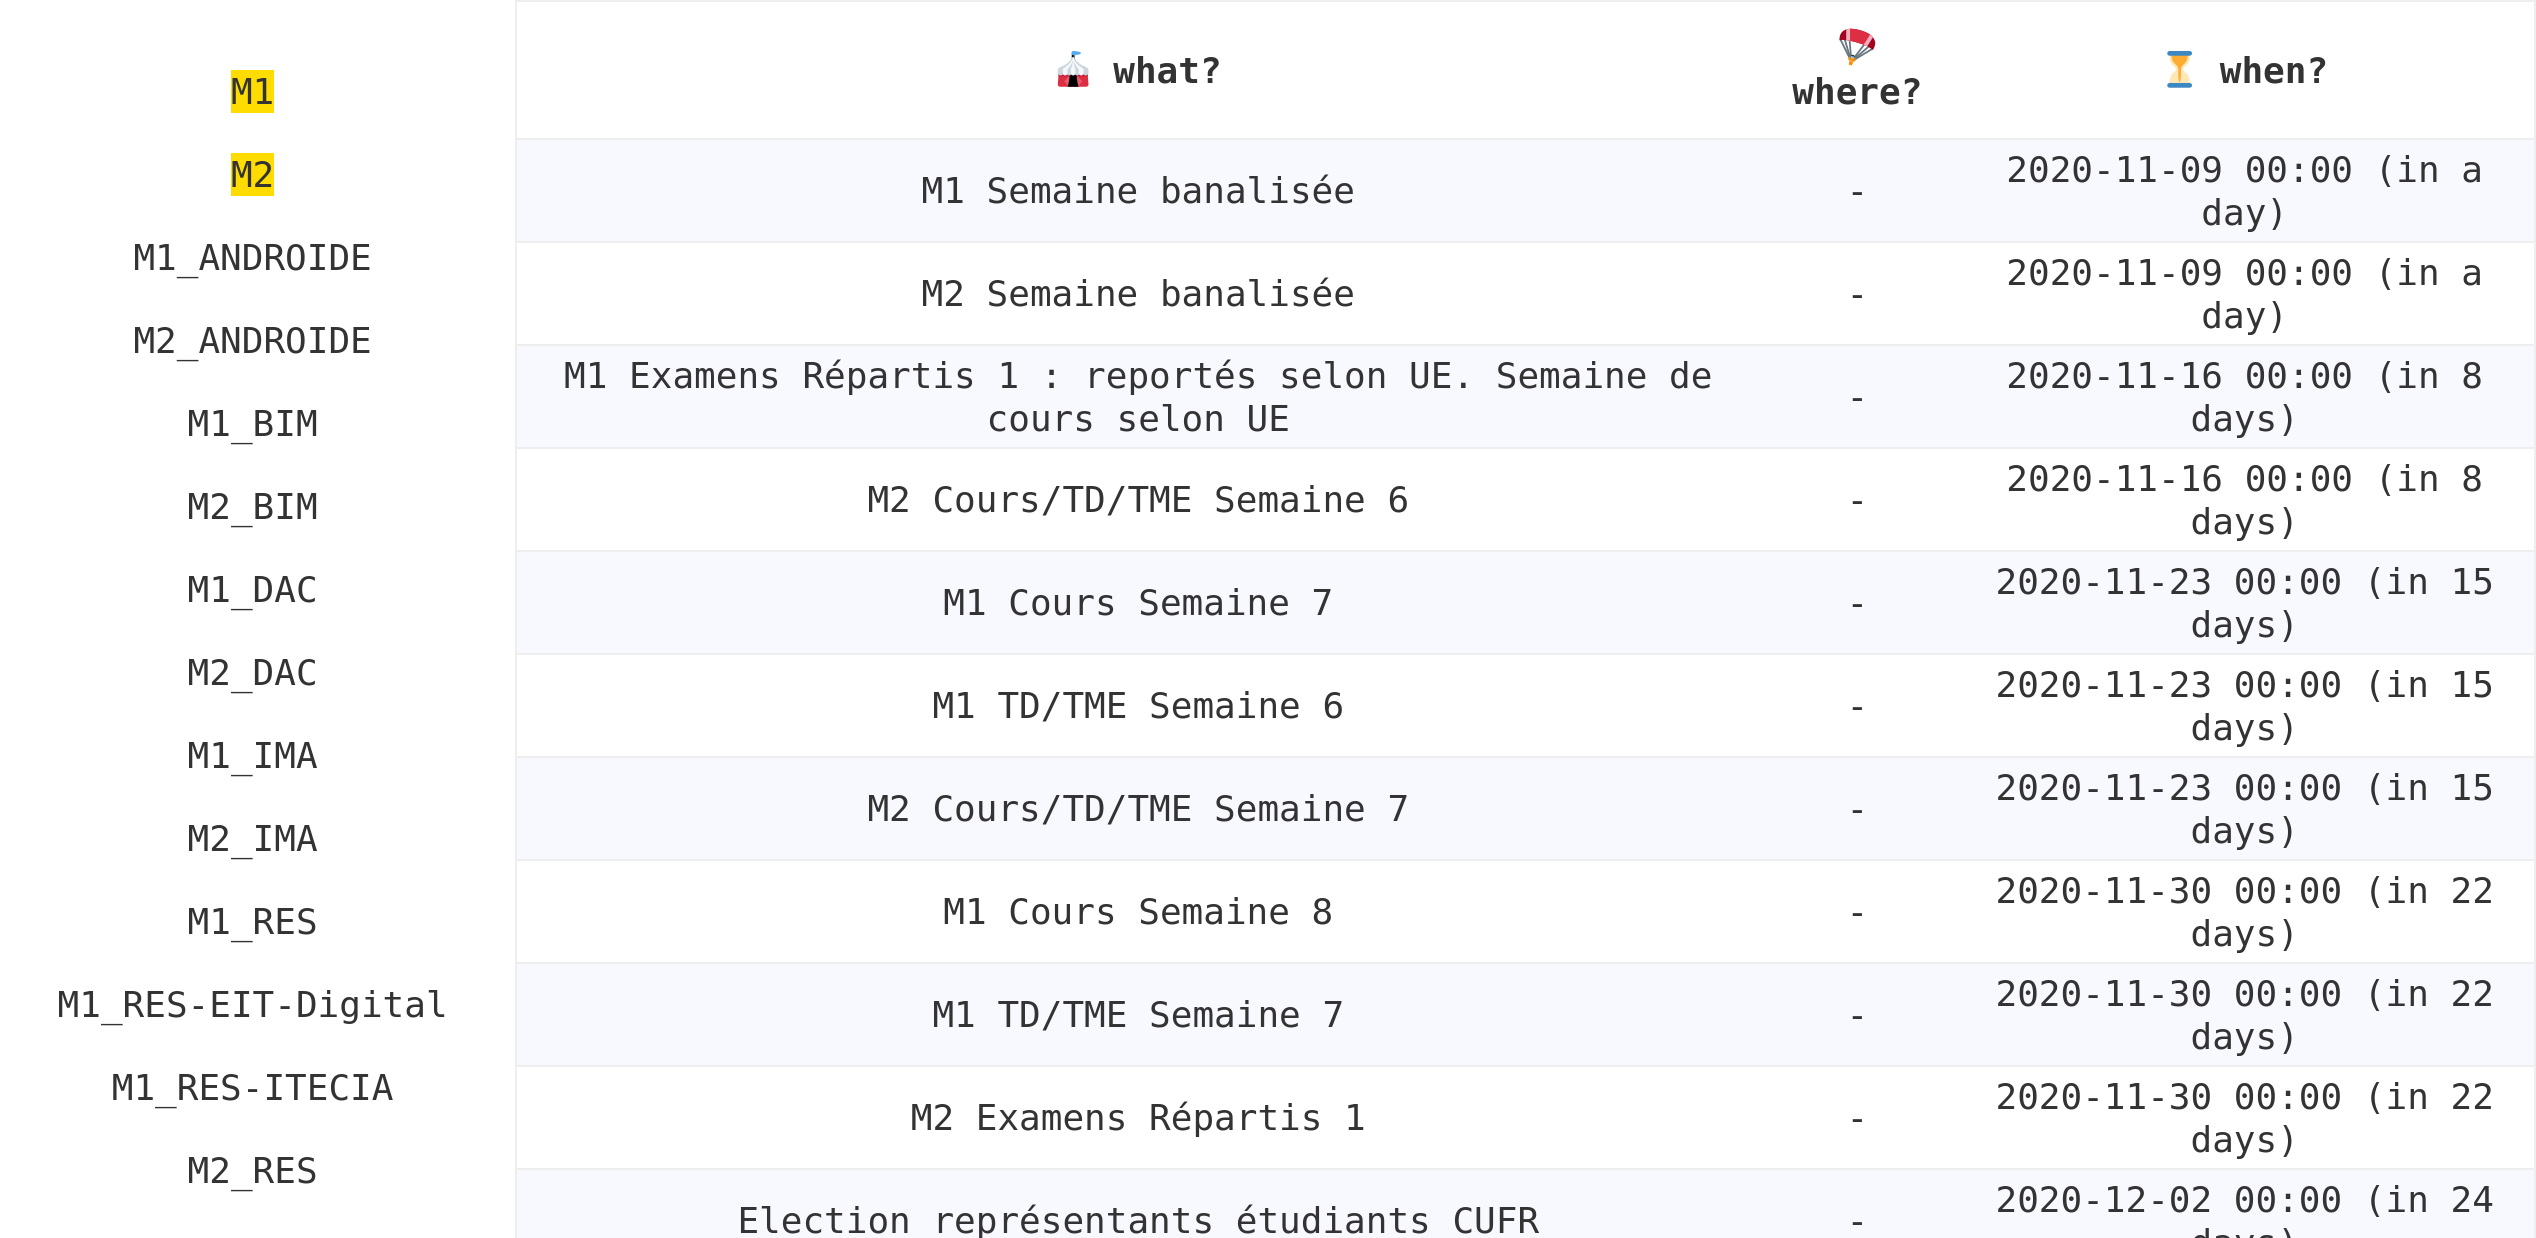 M1
M2
M1_ANDROIDE
M2_ANDROIDE
M1_BIM
M2_BIM
M1_DAC
M2_DAC
M1_IMA
M2_IMA
M1_RES
M1_RES-EIT-Digital
M1_RES-ITECIA
M2_RES
what?
where?
when?
M1 Semaine banalisée
-
2020-11-09 00:00 (in a
day)
M2 Semaine banalisée
-
2020-11-09 00:00 (in a
day)
M1 Examens Répartis 1 : reportés selon UE. Semaine de
cours selon UE
-
2020-11-16 00:00 (in 8
days)
M2 Cours/TD/TME Semaine 6
-
2020-11-16 00:00 (in 8
days)
M1 Cours Semaine 7
-
2020-11-23 00:00 (in 15
days)
M1 TD/TME Semaine 6
-
2020-11-23 00:00 (in 15
days)
M2 Cours/TD/TME Semaine 7
-
2020-11-23 00:00 (in 15
days)
M1 Cours Semaine 8
-
2020-11-30 00:00 (in 22
days)
M1 TD/TME Semaine 7
-
2020-11-30 00:00 (in 22
days)
M2 Examens Répartis 1
-
2020-11-30 00:00 (in 22
days)
Election représentants étudiants CUFR
-
2020-12-02 00:00 (in 24
days)